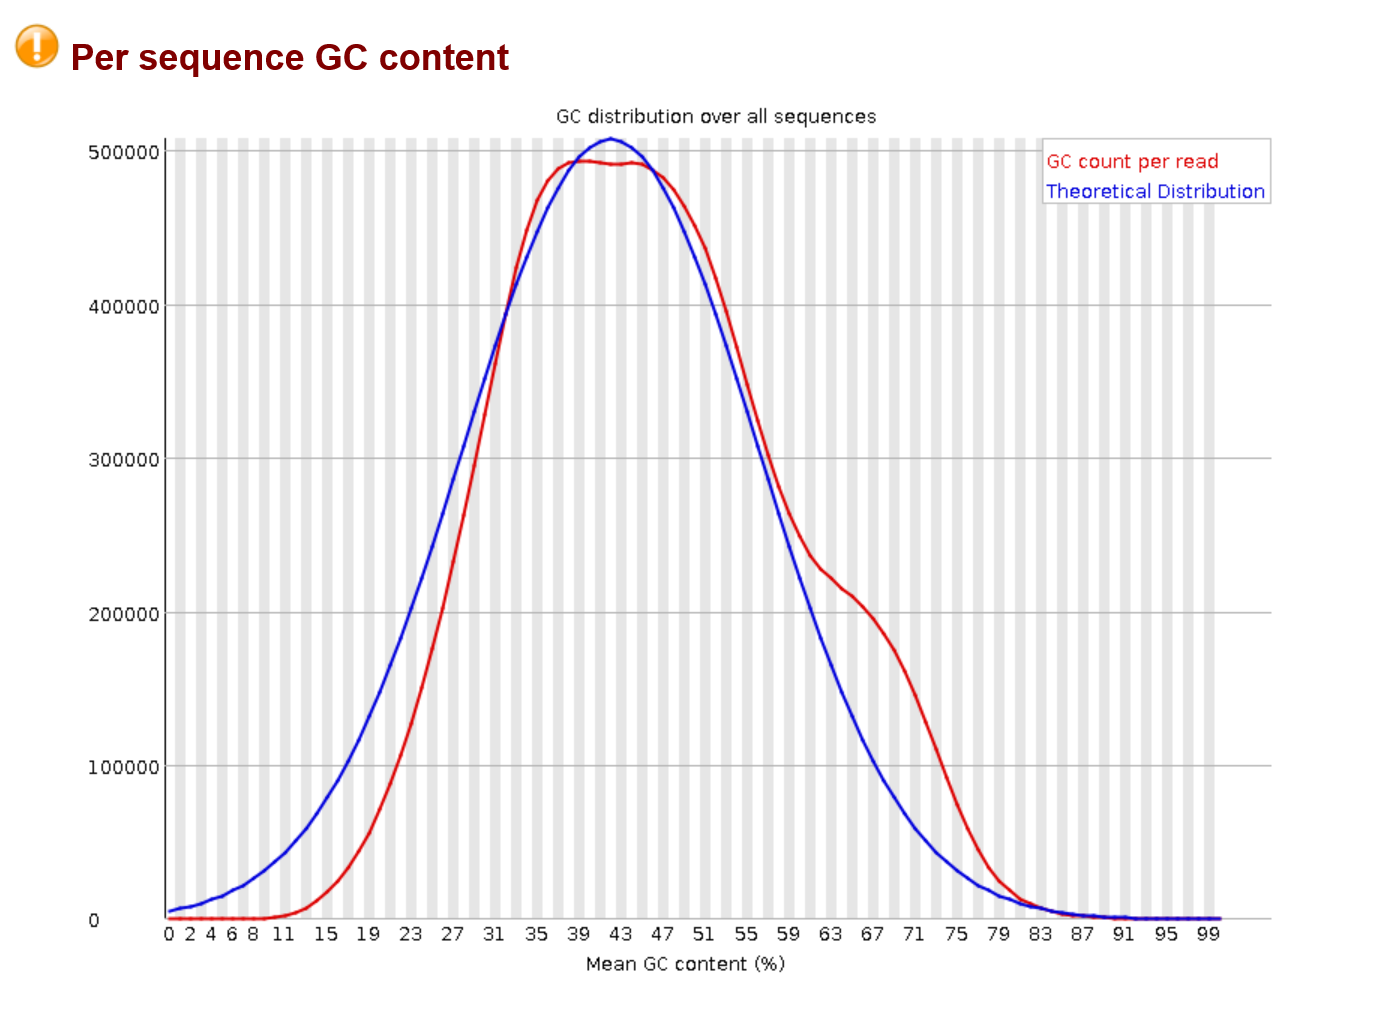 Per sequence GC content
GC distribution over all sequences
GC count per read
Theoretical Distribution
500000
400000
300000
200000
100000
0
0 2 4 6 8 11 15 19 23 27 31 35 39 43 47 51 55 59 63 67 71 75 79 83 87 91 95 99
Mean GC content (%)